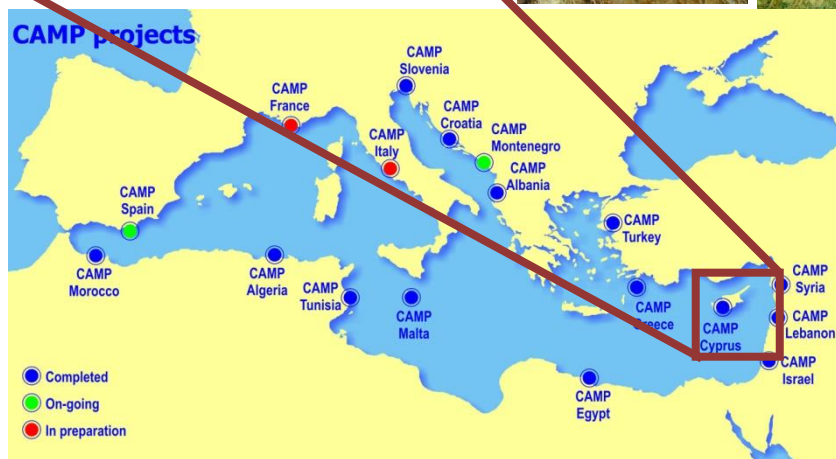 CAMP projects
CAMP
Slovenia
CAMP
France
CAMP
Croatia
CAMP
Montenegro
CAMP
Italy
CAMP
Albania
CAMP
Spain
CAMP
Turkey
CAMP
Morocco
CAMP
Algeria
CAMP
Tunisia
CAMP
Malta
CAMP
Greece
CAMP
Cyprus
CAMP
Syria
CAMP
Lebanon
CAMP
Israel
CAMP
Egypt
Completed
On-going
In preparation